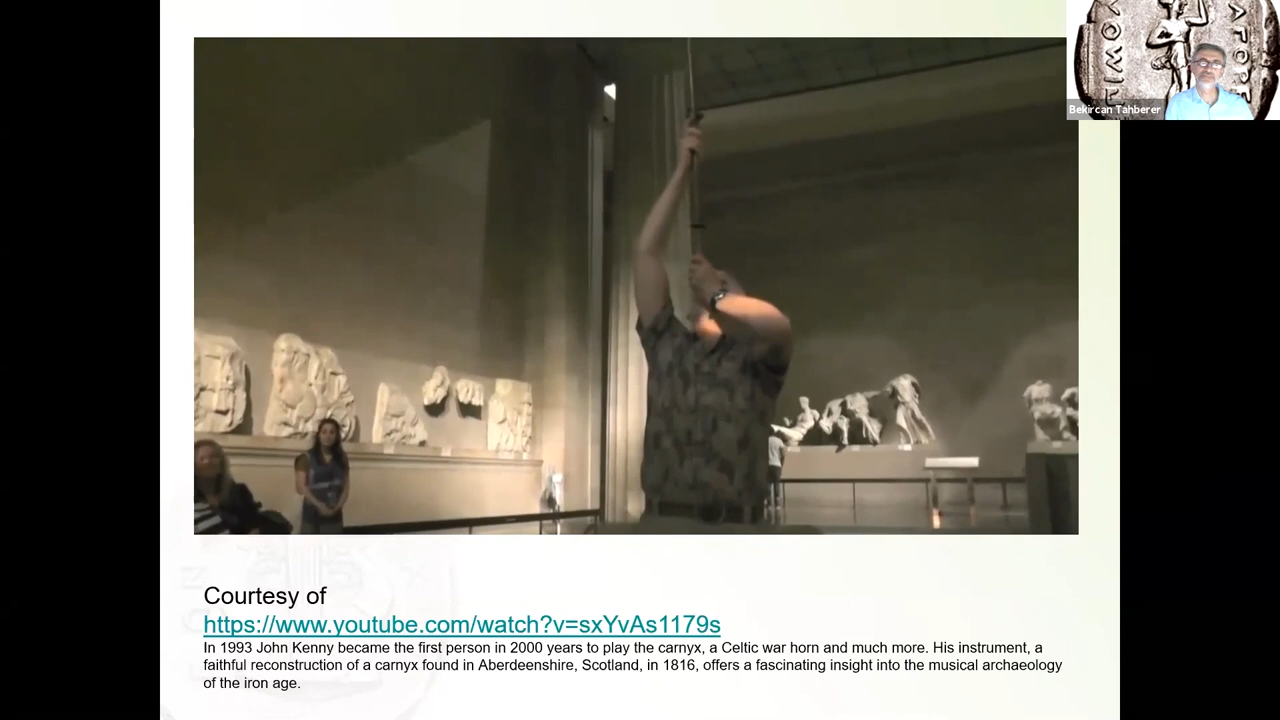 Bekircan Tahberer
Courtesy of
https://www.youtube.com/watch?v=sxYvAs1179s
In 1993 John Kenny became the first person in 2000 years to play the carnyx, a Celtic war horn and much more. His instrument, a
faithful reconstruction of a carnyx found in Aberdeenshire, Scotland, in 1816, offers a fascinating insight into the musical archaeology
of the iron age.